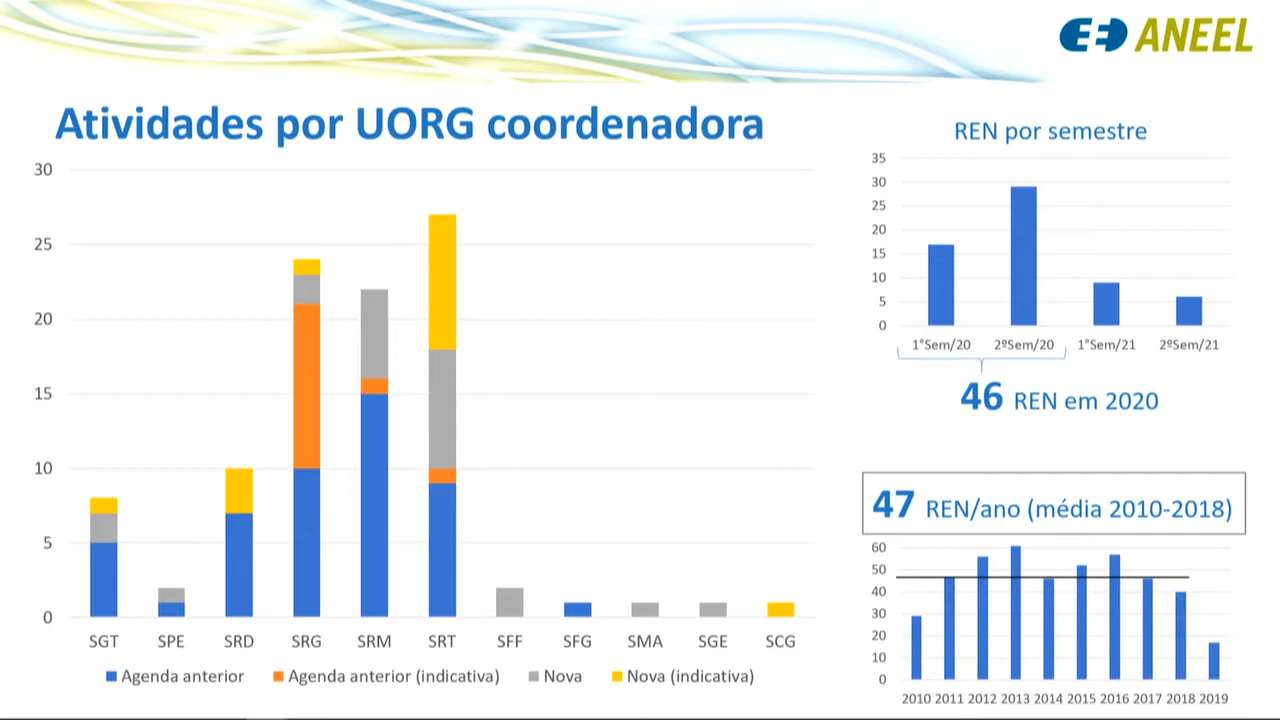 ANEEL
Atividades por UORG coordenadora
30
25
20
15
10
5
0
SGT SPE SRD SRG SRM SRT SFF SFG SMA SGE SCG
Agenda anterior Agenda anterior (indicativa) Nova Nova (indicativa)
REN por semestre
35
30
25
20
15
10
5
0
1°Sem/20 2ºSem/20 1°Sem/21 2ºSem/21
46 REN em 2020
47 REN/ano (média 2010-2018)
60
50
40
30
20
10
0
2010 2011 2012 2013 2014 2015 2016 2017 2018 2019